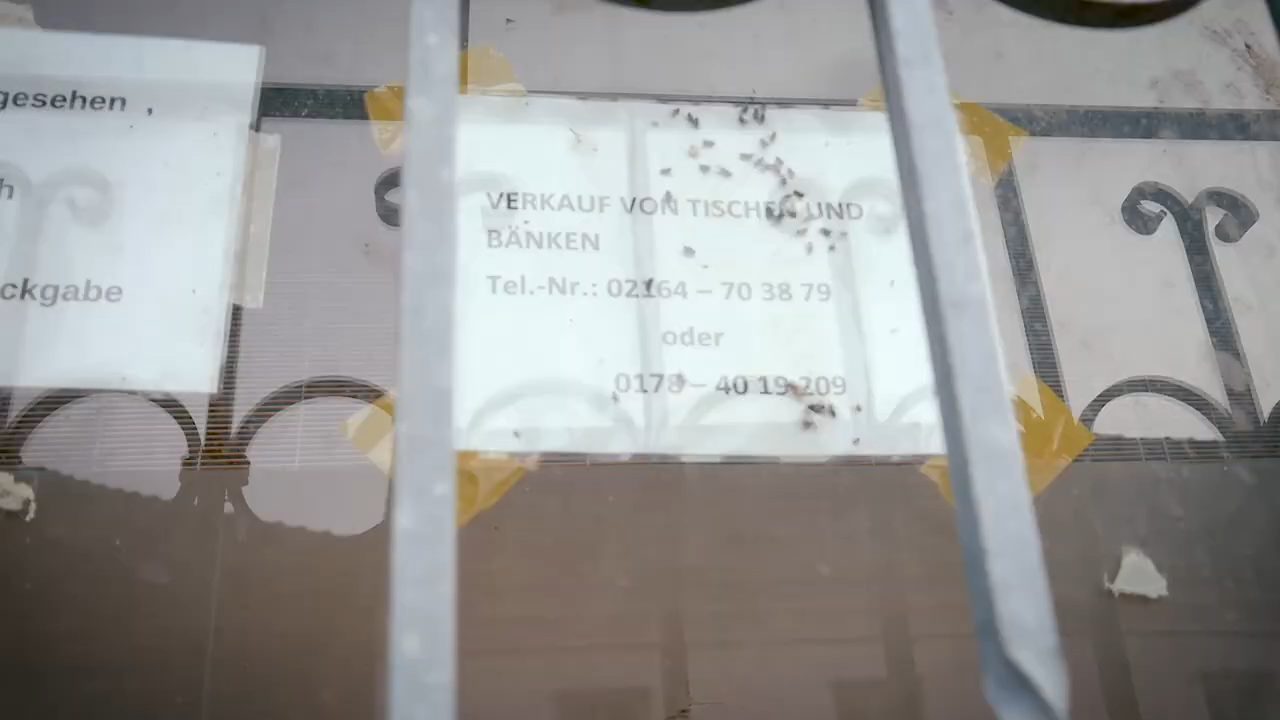 gesehen ,
h
ckgabe
VERKAUF VON TISCHEN UND
BÄNKEN
Tel.-Nr.: 02164 – 70 38 79
oder
0178 – 40 19 209